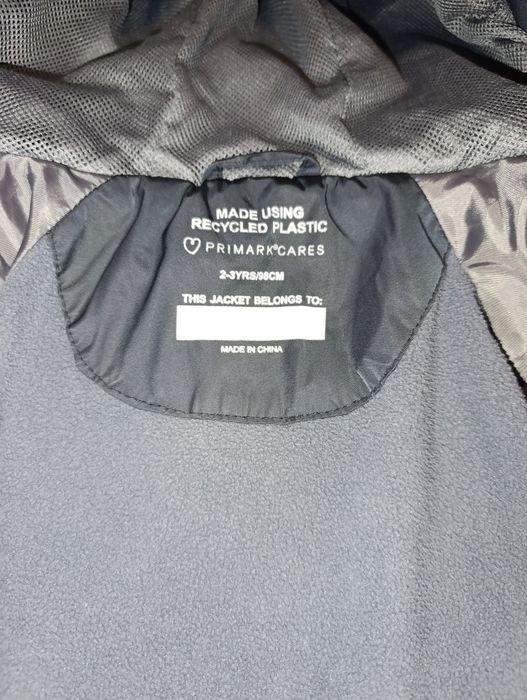 MADE USING
RECYCLED PLASTIC
PRIMARK®CARES
2-3YRS/98CM
THIS JACKET BELONGS TO:
MADE IN CHINA